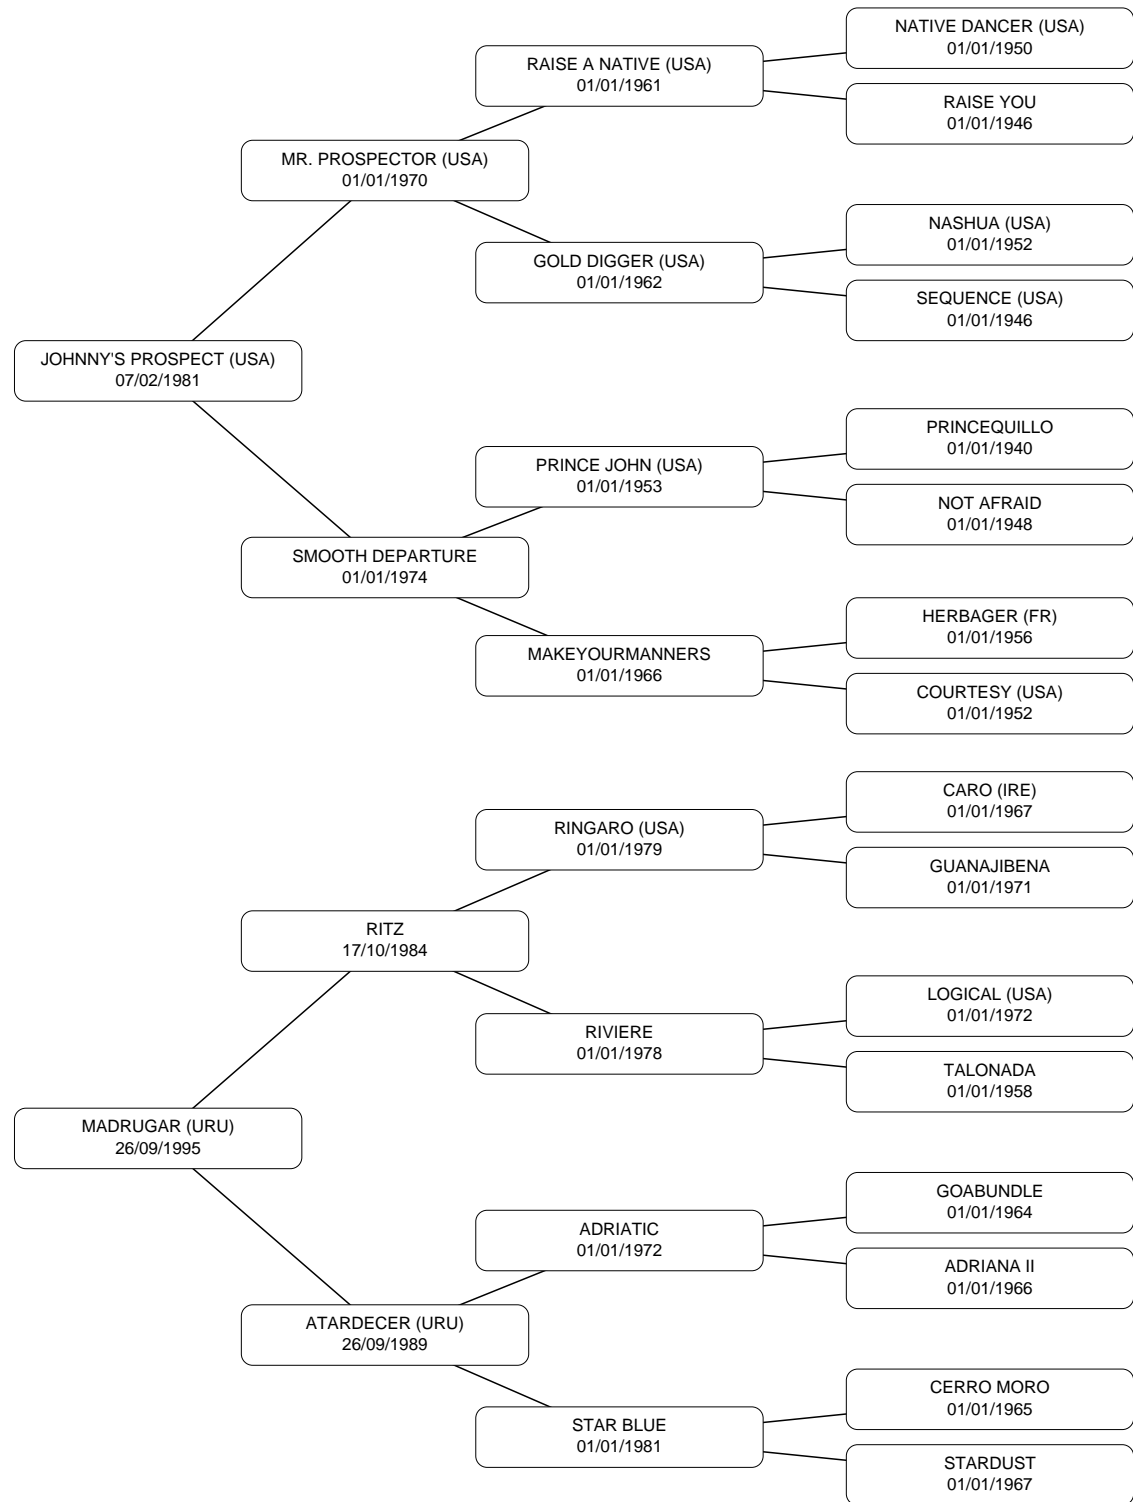 NATIVE DANCER (USA)
01/01/1950
RAISE A NATIVE (USA)
01/01/1961
RAISE YOU
01/01/1946
MR. PROSPECTOR (USA)
01/01/1970
NASHUA (USA)
01/01/1952
GOLD DIGGER (USA)
01/01/1962
SEQUENCE (USA)
01/01/1946
JOHNNY'S PROSPECT (USA)
07/02/1981
PRINCEQUILLO
01/01/1940
PRINCE JOHN (USA)
01/01/1953
NOT AFRAID
01/01/1948
SMOOTH DEPARTURE
01/01/1974
HERBAGER (FR)
01/01/1956
MAKEYOURMANNERS
01/01/1966
COURTESY (USA)
01/01/1952
CARO (IRE)
01/01/1967
RINGARO (USA)
01/01/1979
GUANAJIBENA
01/01/1971
RITZ
17/10/1984
LOGICAL (USA)
01/01/1972
RIVIERE
01/01/1978
TALONADA
01/01/1958
MADRUGAR (URU)
26/09/1995
GOABUNDLE
01/01/1964
ADRIATIC
01/01/1972
ADRIANA II
01/01/1966
ATARDECER (URU)
26/09/1989
CERRO MORO
01/01/1965
STAR BLUE
01/01/1981
STARDUST
01/01/1967